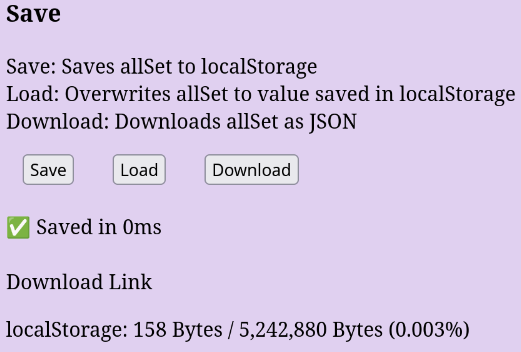 Save
Save: Saves allSet to localStorage
Load: Overwrites allSet to value saved in localStorage
Download: Downloads allSet as JSON
Save Load Download
✅ Saved in 0ms
Download Link
localStorage: 158 Bytes / 5,242,880 Bytes (0.003%)